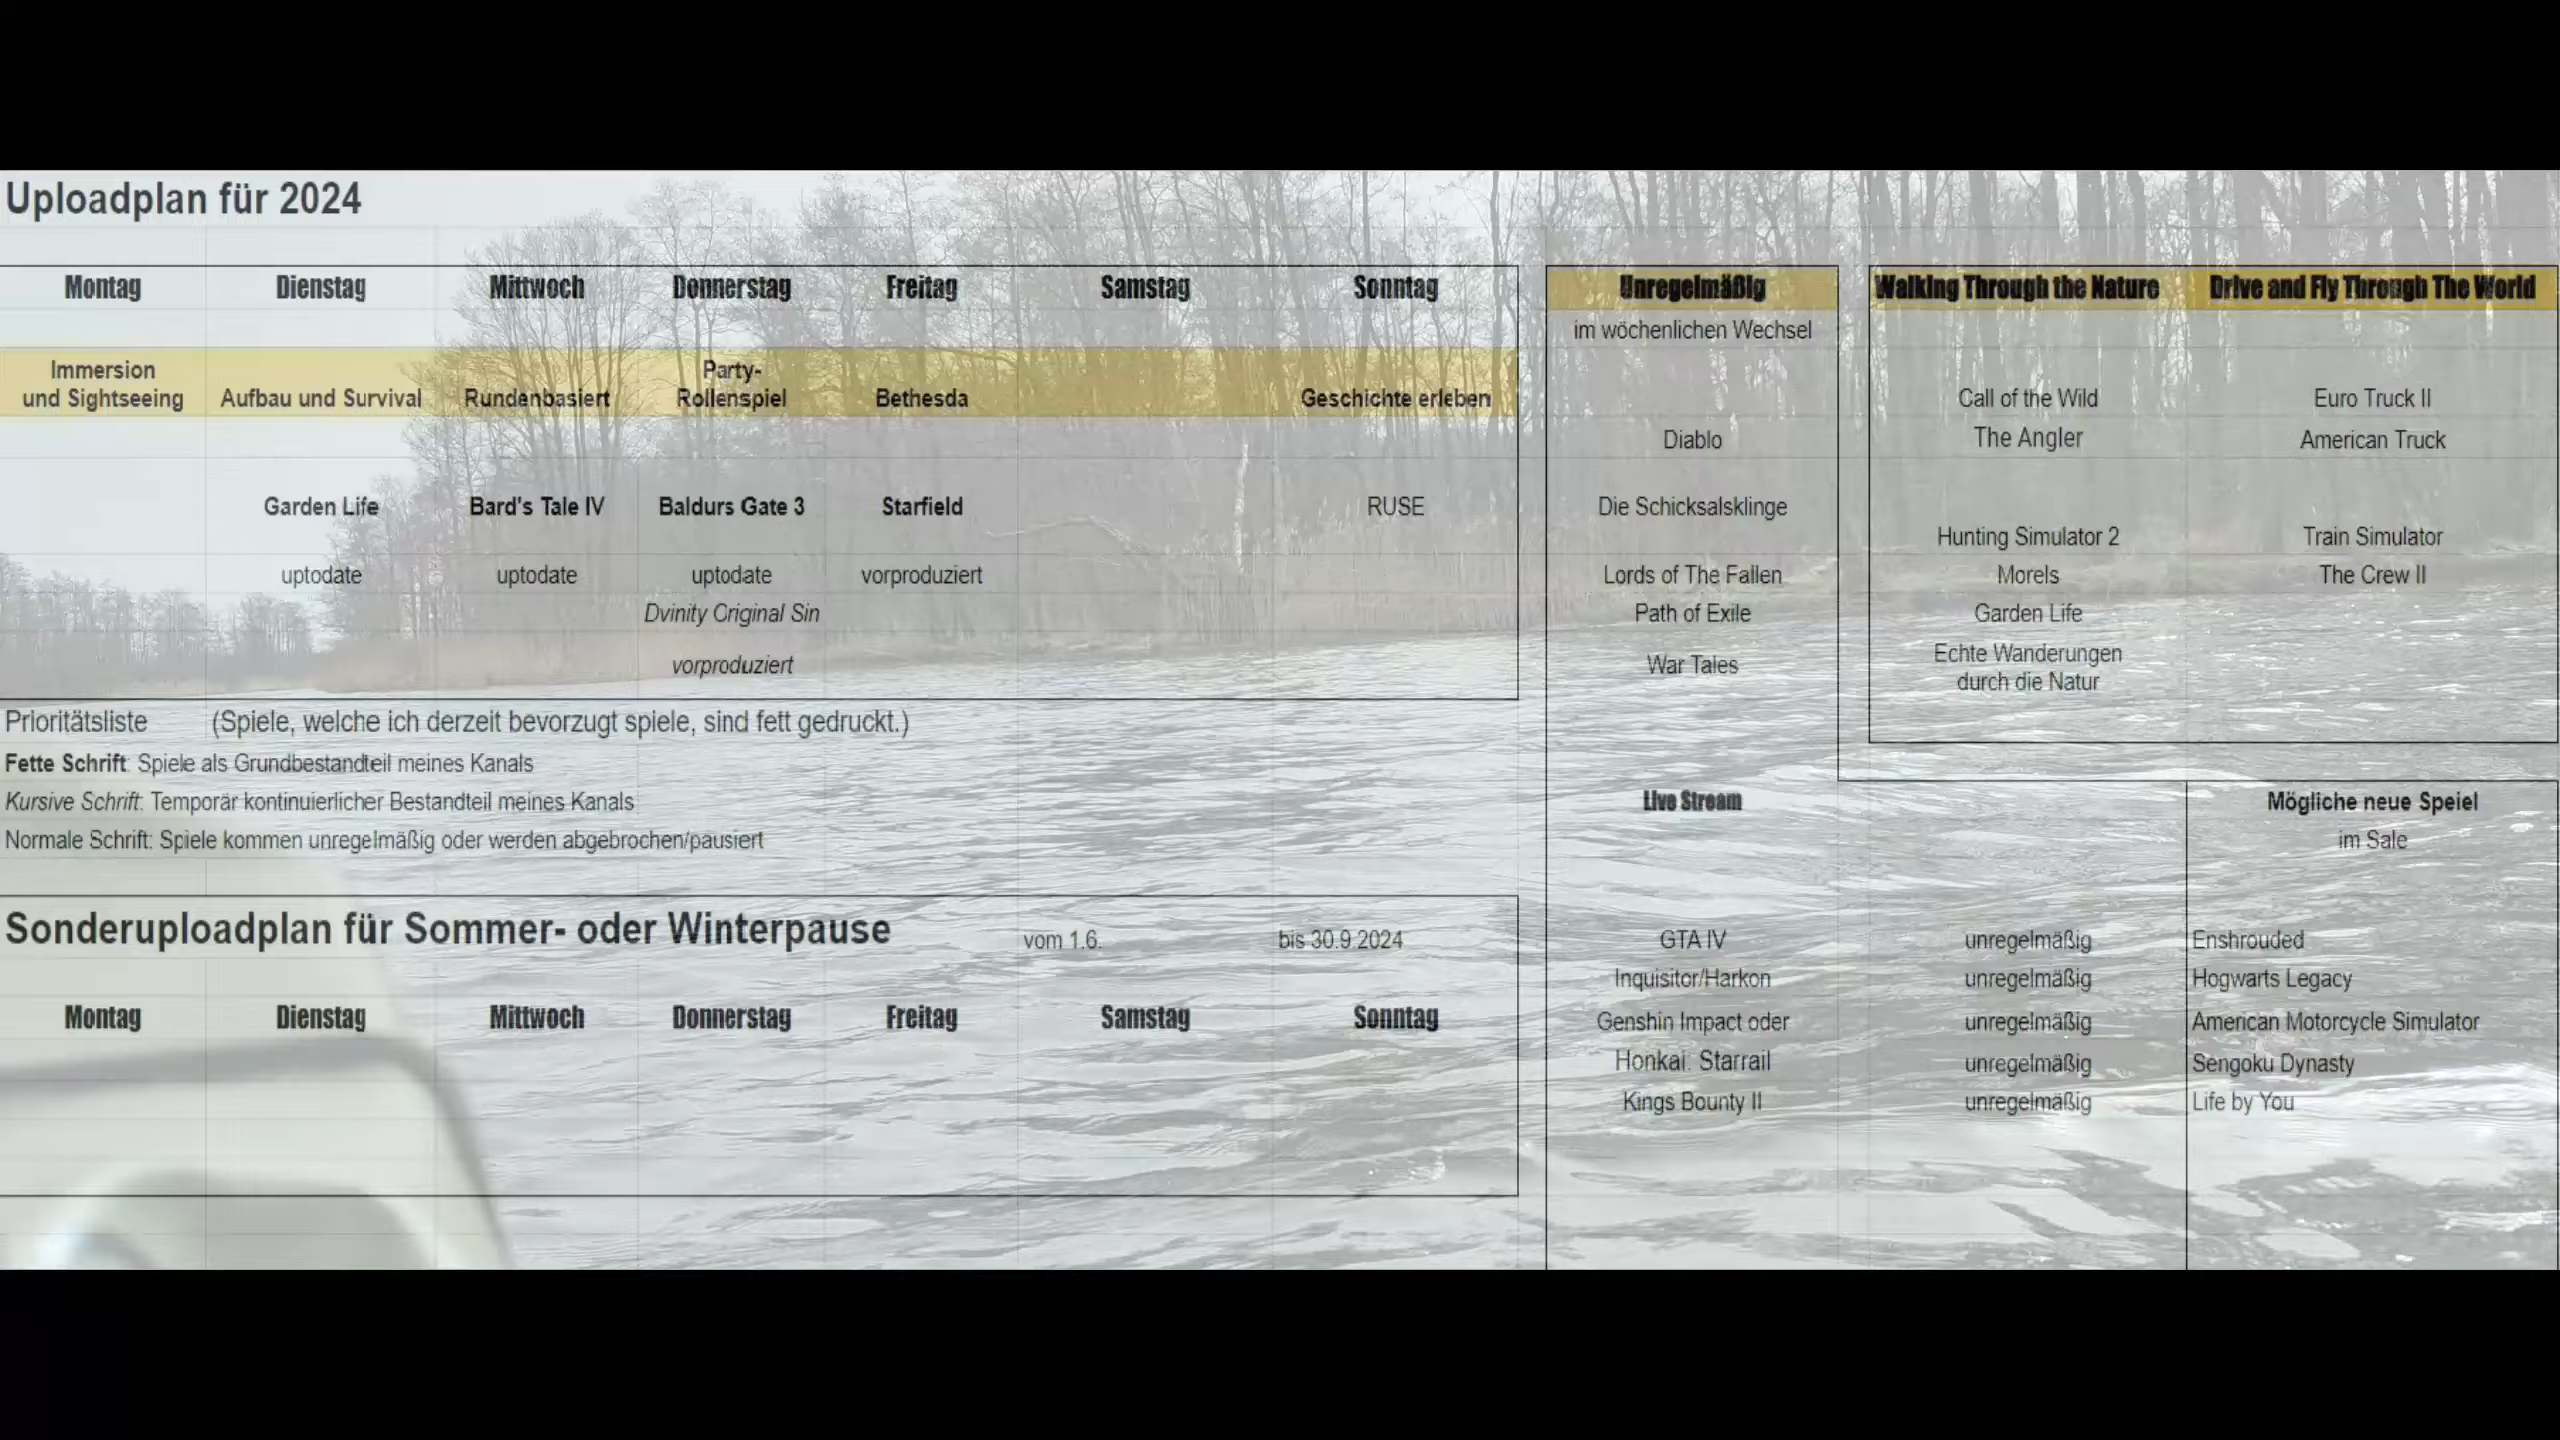 Uploadplan für 2024
Montag Dienstag Mittwoch Donnerstag Freitag Samstag Sonntag
Immersion und Sightseeing Aufbau und Survival Rundenbasiert Party-Rollenspiel Bethesda Geschichte erleben
Garden Life Bard's Tale IV Baldurs Gate 3 Starfield RUSE
uptodate uptodate uptodate vorproduziert
Dvinity Original Sin
vorproduziert
Prioritätsliste (Spiele, welche ich derzeit bevorzugt spiele, sind fett gedruckt.)
Fette Schrift: Spiele als Grundbestandteil meines Kanals
Kursive Schrift: Temporär kontinuierlicher Bestandteil meines Kanals
Normale Schrift: Spiele kommen unregelmäßig oder werden abgebrochen/pausiert
Sonderuploadplan für Sommer- oder Winterpause vom 1.6. bis 30.9.2024
Montag Dienstag Mittwoch Donnerstag Freitag Samstag Sonntag
Unregelmäßig
im wöchenlichen Wechsel
Diablo
Die Schicksalsklinge
Lords of The Fallen
Path of Exile
War Tales
Walking Through the Nature Drive and Fly Through The World
Call of the Wild Euro Truck II
The Angler American Truck
Hunting Simulator 2 Train Simulator
Morels The Crew II
Garden Life
Echte Wanderungen
durch die Natur
Live Stream
GTA IV unregelmäßig
Inquisitor/Harkon unregelmäßig
Genshin Impact oder unregelmäßig
Honkai. Starrail unregelmäßig
Kings Bounty II unregelmäßig
Mögliche neue Speiel
im Sale
Enshrouded
Hogwarts Legacy
American Motorcycle Simulator
Sengoku Dynasty
Life by You